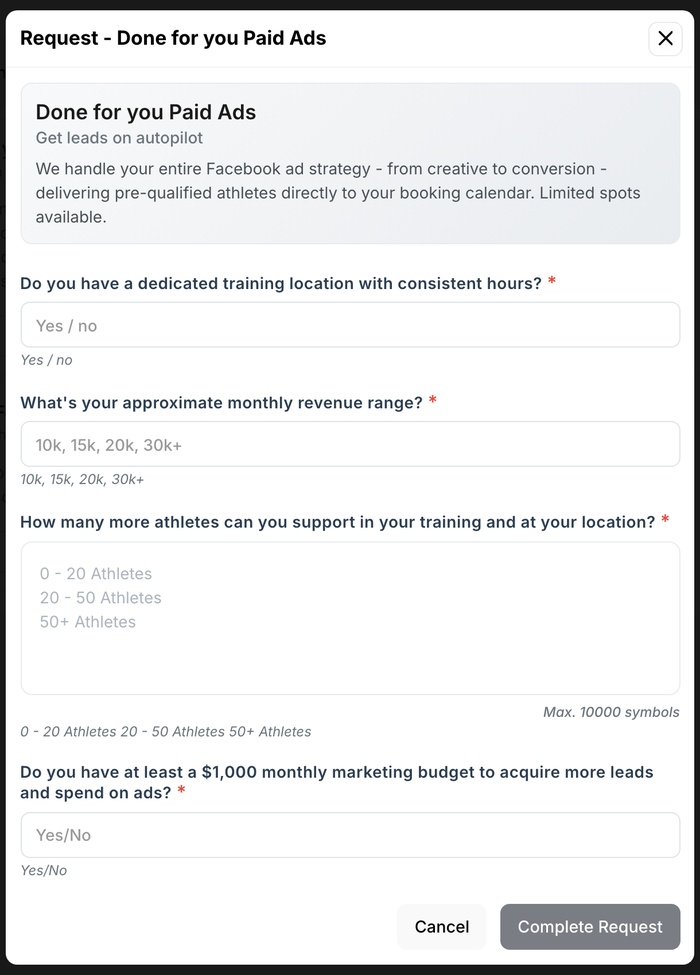 Request - Done for you Paid Ads
Done for you Paid Ads
Get leads on autopilot
We handle your entire Facebook ad strategy - from creative to conversion -
delivering pre-qualified athletes directly to your booking calendar. Limited spots
available.
Do you have a dedicated training location with consistent hours? *
Yes / no
Yes / no
What's your approximate monthly revenue range? *
10k, 15k, 20k, 30k+
10k, 15k, 20k, 30k+
How many more athletes can you support in your training and at your location? *
0 - 20 Athletes
20 - 50 Athletes
50+ Athletes
Max. 10000 symbols
0 - 20 Athletes 20 - 50 Athletes 50+ Athletes
Do you have at least a $1,000 monthly marketing budget to acquire more leads
and spend on ads? *
Yes/No
Yes/No
Cancel
Complete Request